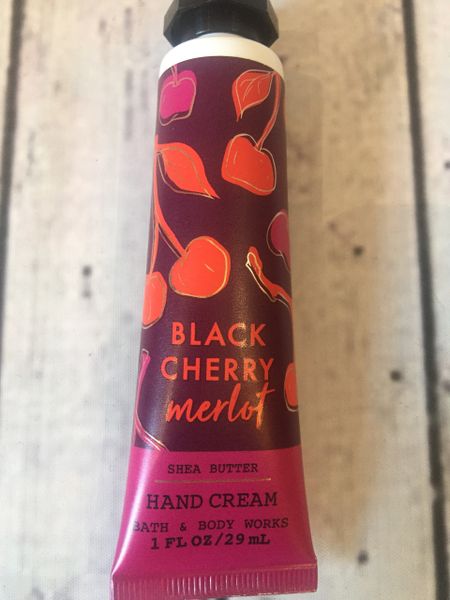 BLACK
CHERRY
merlot
SHEA BUTTER
HAND CREAM
BATH & BODY WORKS
1 FL OZ/29 mL